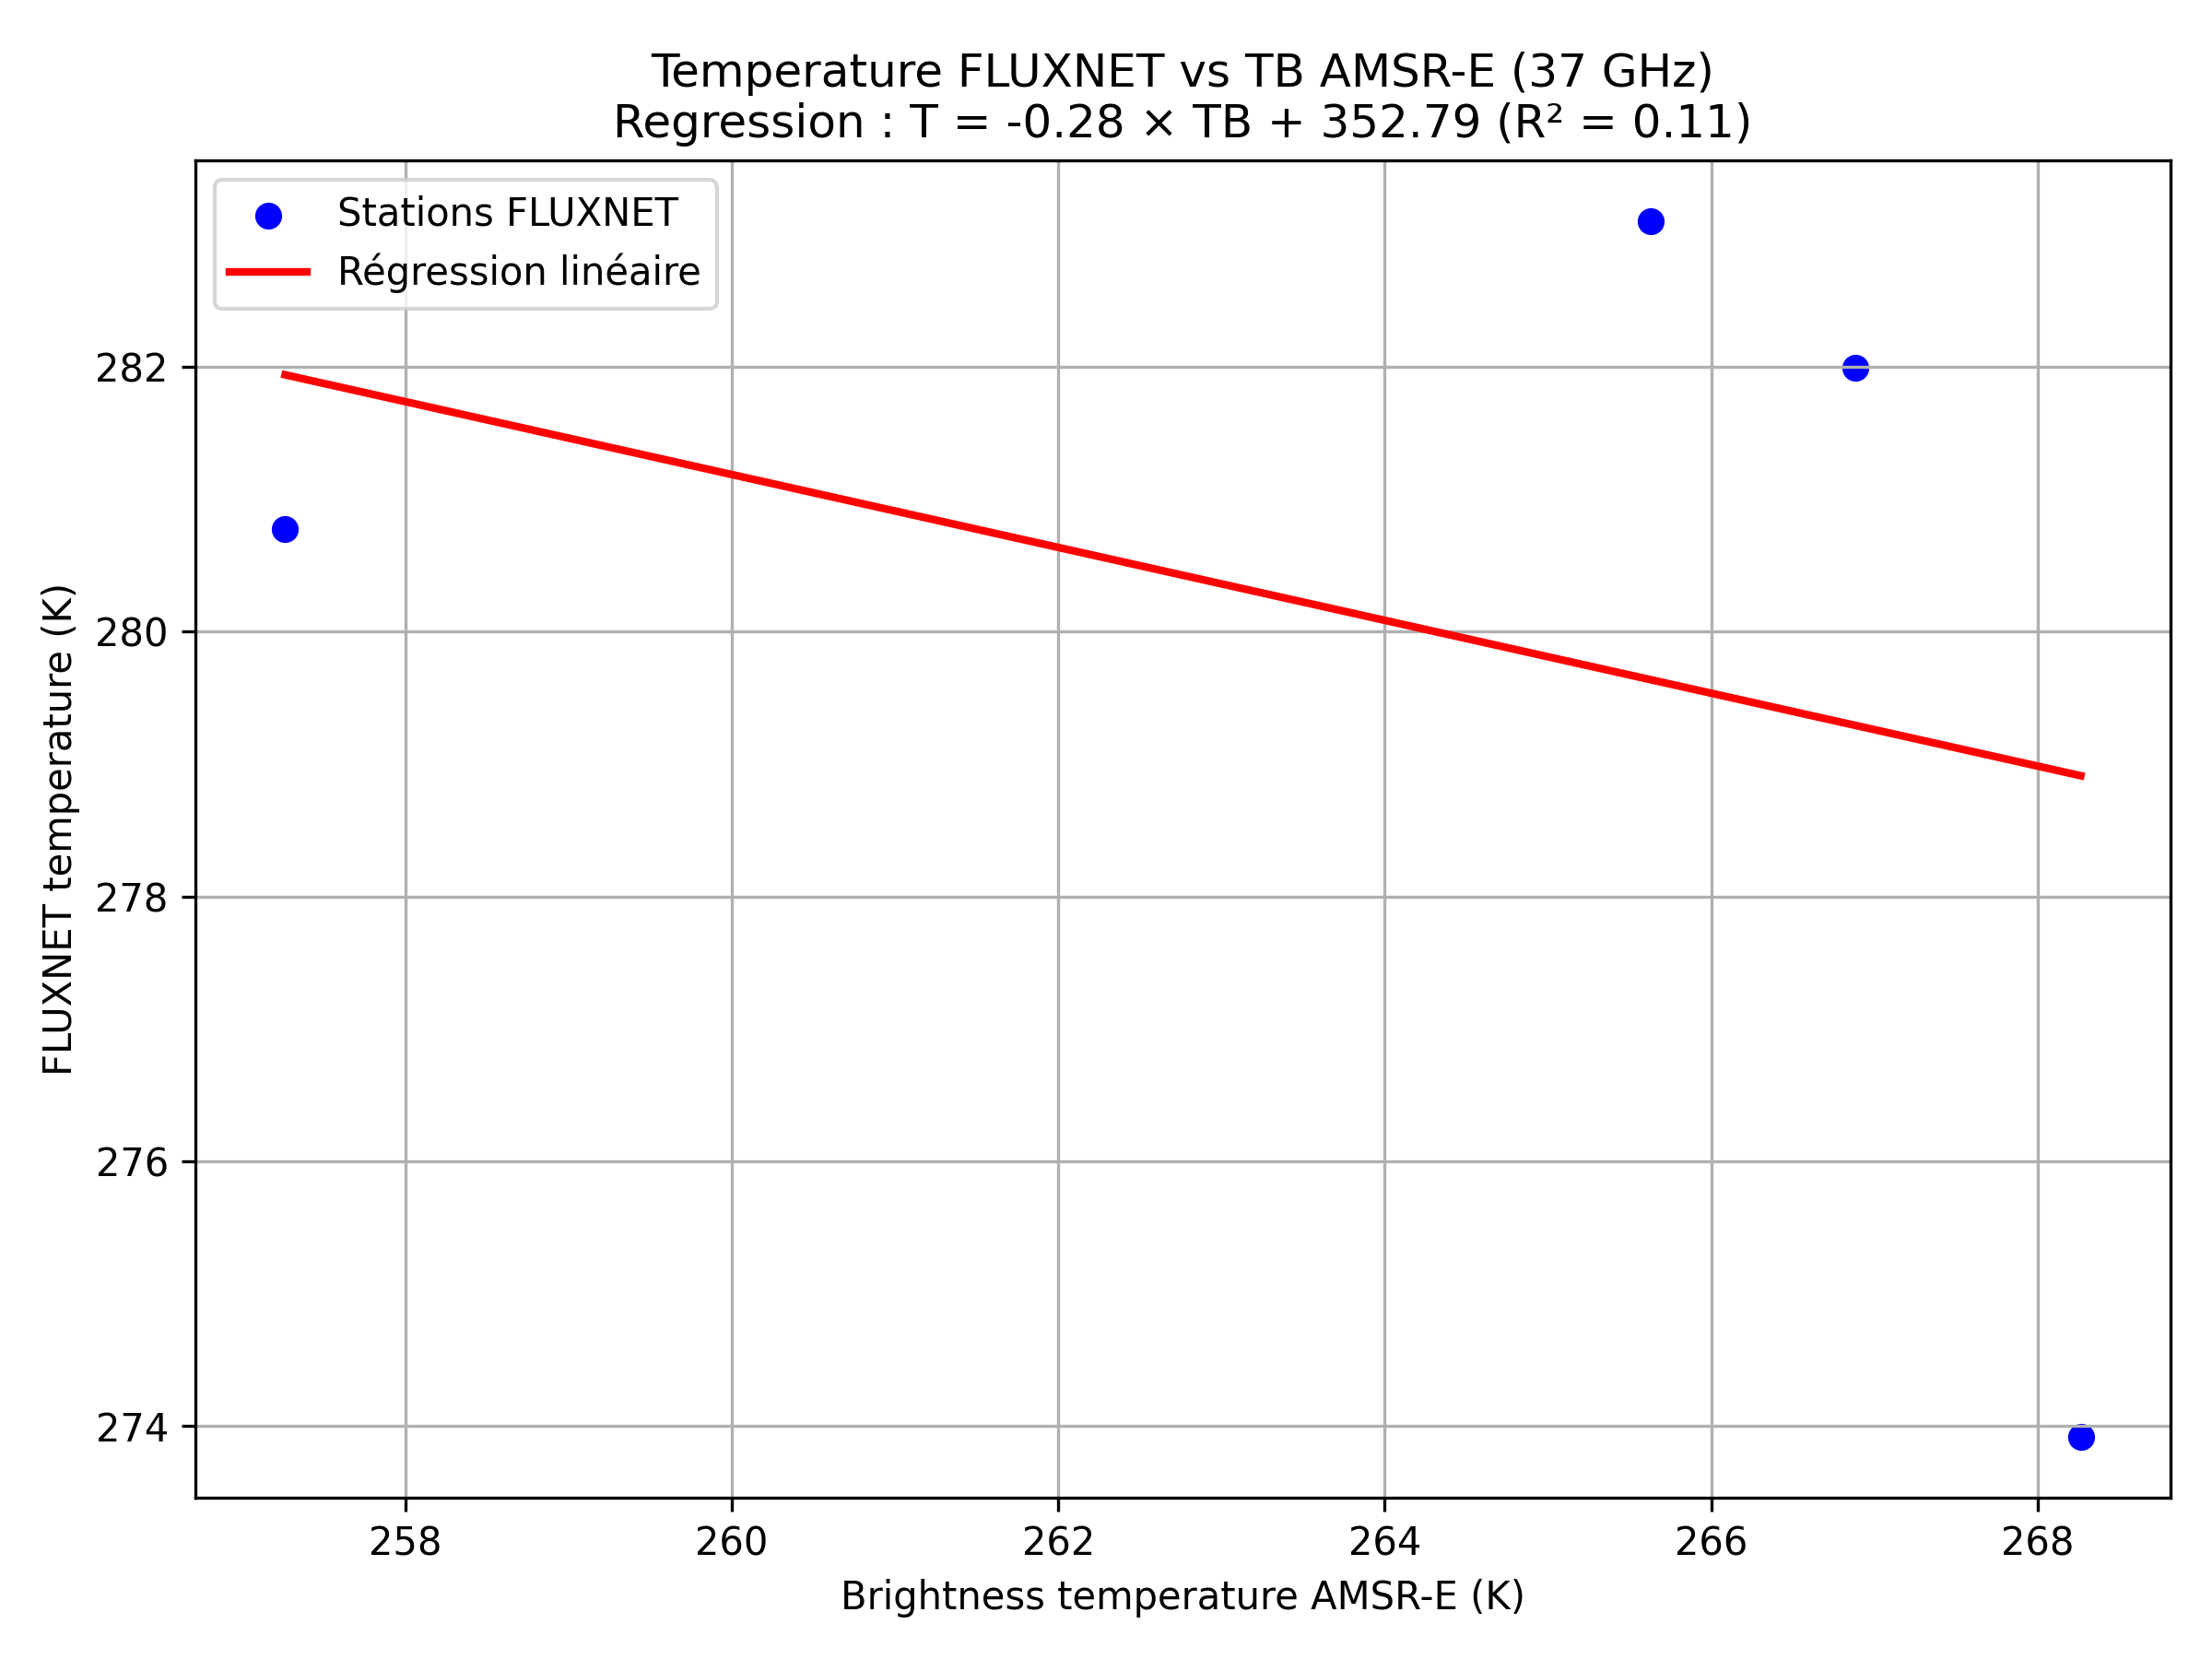 Temperature FLUXNET vs TB AMSR-E (37 GHz)
Regression : T = -0.28 × TB + 352.79 (R² = 0.11)
Stations FLUXNET
Régression linéaire
282
280
278
276
274
FLUXNET temperature (K)
258 260 262 264 266 268
Brightness temperature AMSR-E (K)